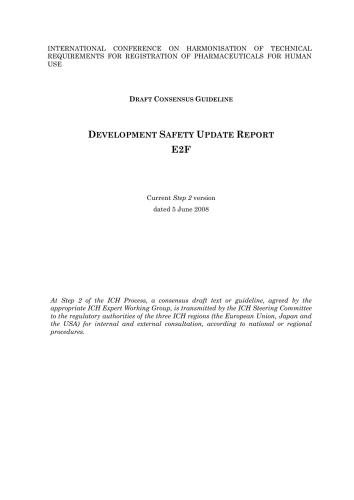 INTERNATIONAL CONFERENCE ON HARMONISATION OF TECHNICAL
REQUIREMENTS FOR REGISTRATION OF PHARMACEUTICALS FOR HUMAN
USE
DRAFT CONSENSUS GUIDELINE
DEVELOPMENT SAFETY UPDATE REPORT
E2F
Current Step 2 version
dated 5 June 2008
At Step 2 of the ICH Process, a consensus draft text or guideline, agreed by the
appropriate ICH Expert Working Group, is transmitted by the ICH Steering Committee
to the regulatory authorities of the three ICH regions (the European Union, Japan and
the USA) for internal and external consultation, according to national or regional
procedures.